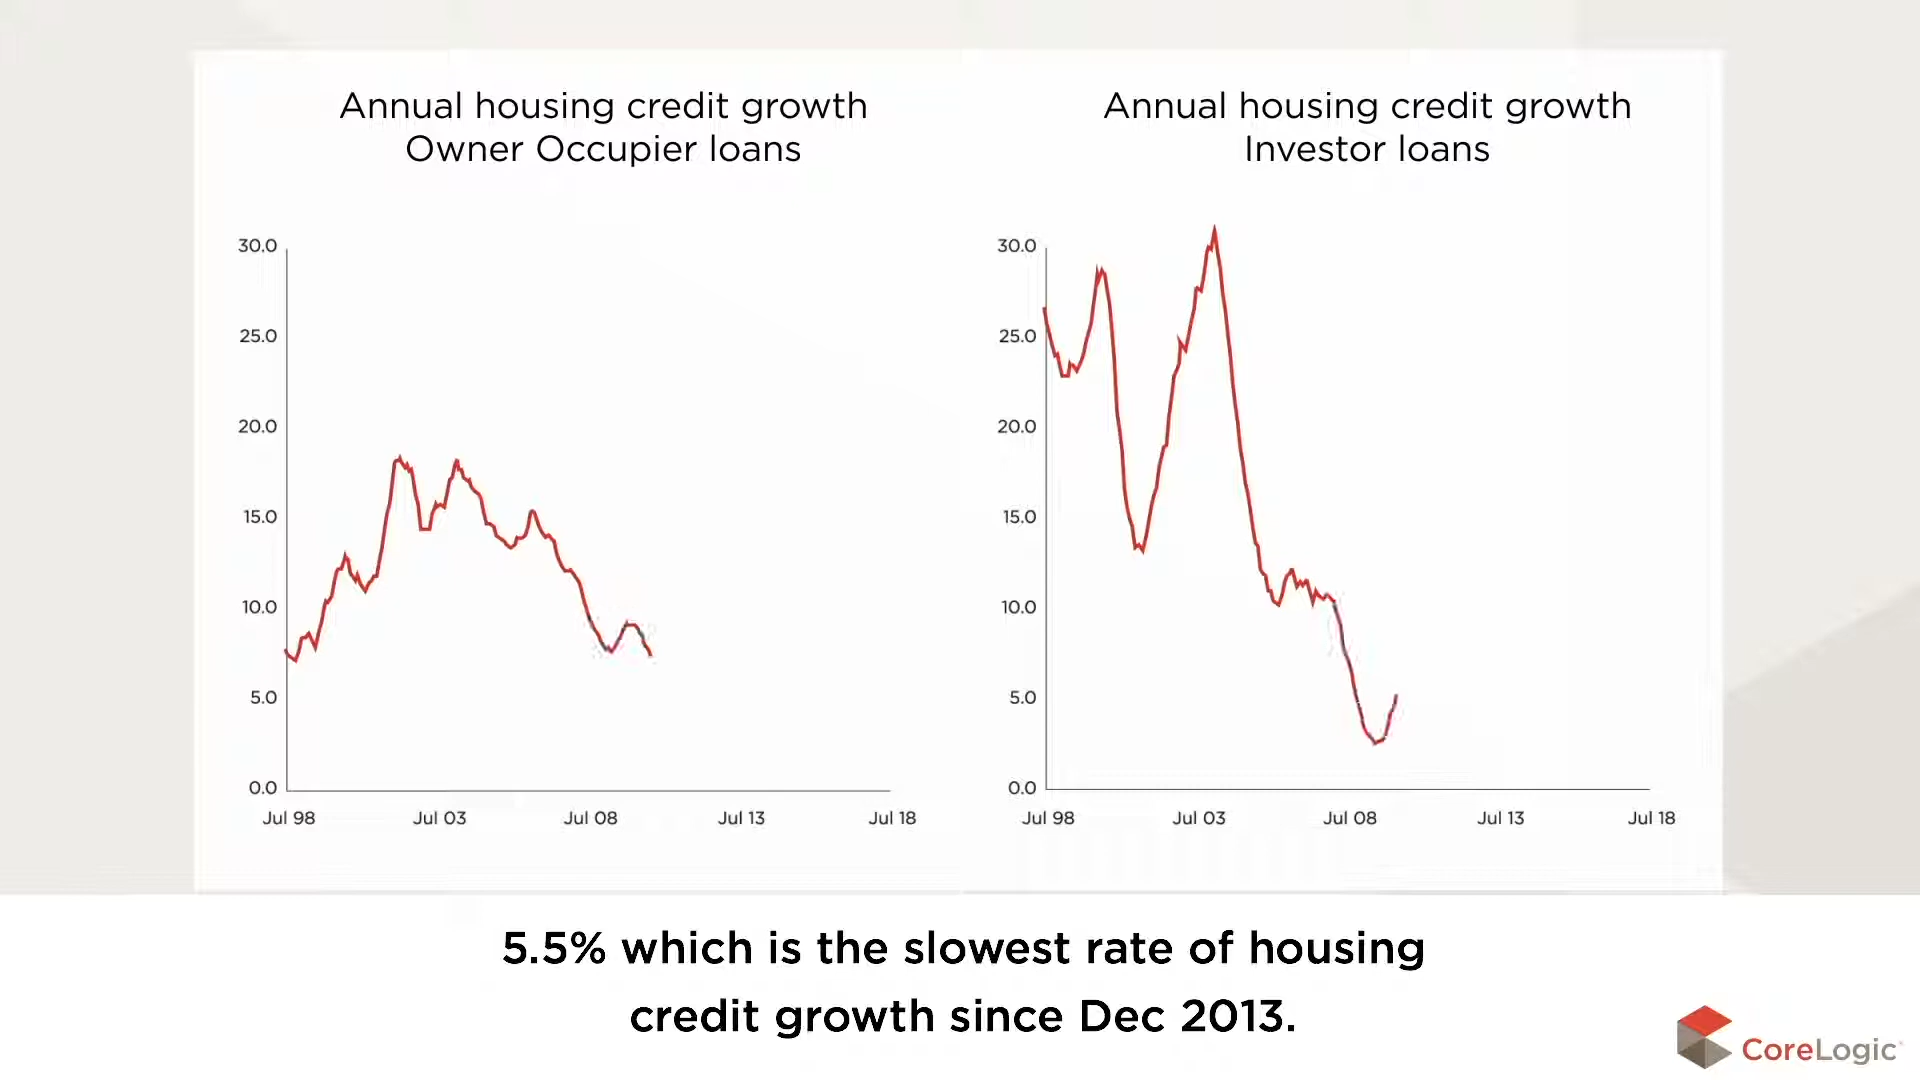 Annual housing credit growth
Owner Occupier loans
30.0
25.0
20.0
15.0
10.0
5.0
0.0
Jul 98
Jul 03
Jul 08
Jul 13
Jul 18
Annual housing credit growth
Investor loans
30.0
25.0
20.0
15.0
10.0
5.0
0.0
Jul 98
Jul 03
Jul 08
Jul 13
Jul 18
5.5% which is the slowest rate of housing
credit growth since Dec 2013.
CoreLogic